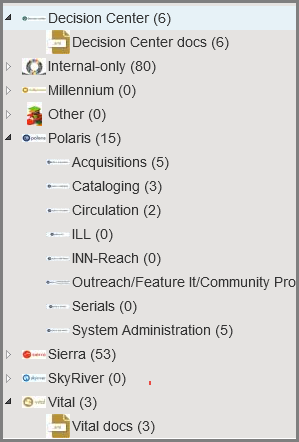 Decision Center (6)
Decision Center docs (6)
Internal-only (80)
Millennium (0)
Other (0)
Polaris (15)
Acquisitions (5)
Cataloging (3)
Circulation (2)
ILL (0)
INN-Reach (0)
Outreach/Feature It/Community Pro
Serials (0)
System Administration (5)
Sierra (53)
SkyRiver (0)
Vital (3)
Vital docs (3)